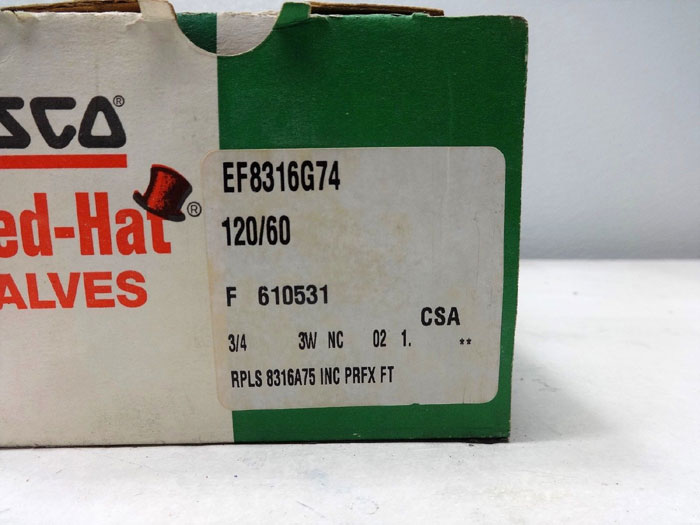 SCO®
ed-Hat®
ALVES
EF8316G74
120/60
F 610531
CSA
3/4 3W NC 02 1. **
RPLS 8316A75 INC PRFX FT